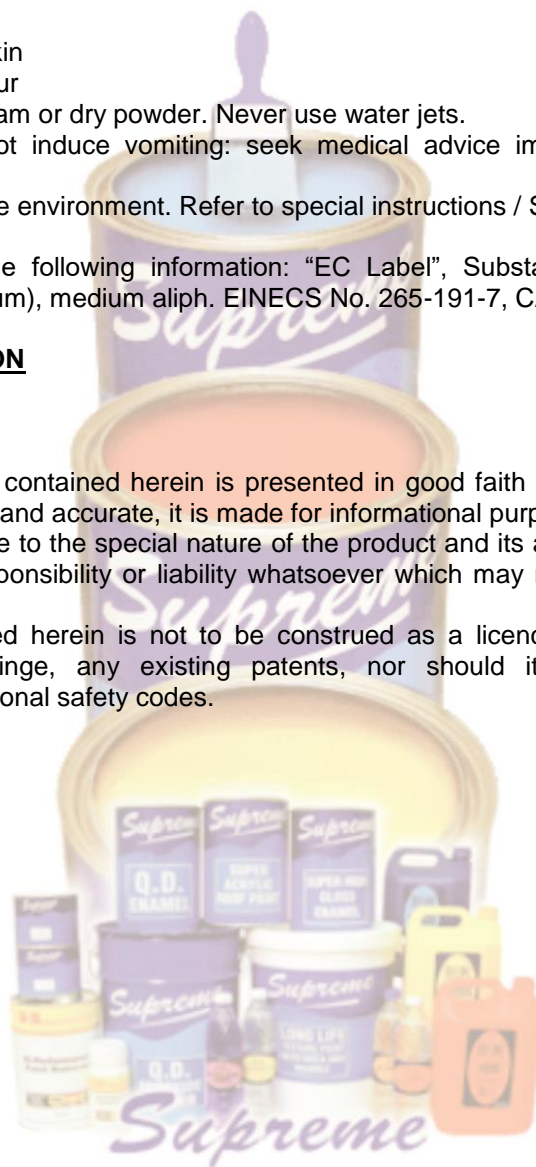 kin
ur
am or dry powder. Never use water jets.
ot induce vomiting: seek medical advice im
e environment. Refer to special instructions / S
e following information: “EC Label”, Substa
um), medium aliph. EINECS No. 265-191-7, CA
Supreme
ON
contained herein is presented in good faith
and accurate, it is made for informational purp
e to the special nature of the product and its a
ponsibility or liability whatsoever which may r
Supreme
ed herein is not to be construed as a licenc
inge, any existing patents, nor should it
onal safety codes.
Supreme
Supreme
Supreme
Q.D.
ENAMEL
SUPER
ACRYLIC
ROOF PAINT
SUPER HIGH
GLOSS
ENAMEL
Supreme
Supreme
LONG LIFE
Q.D.
Supreme